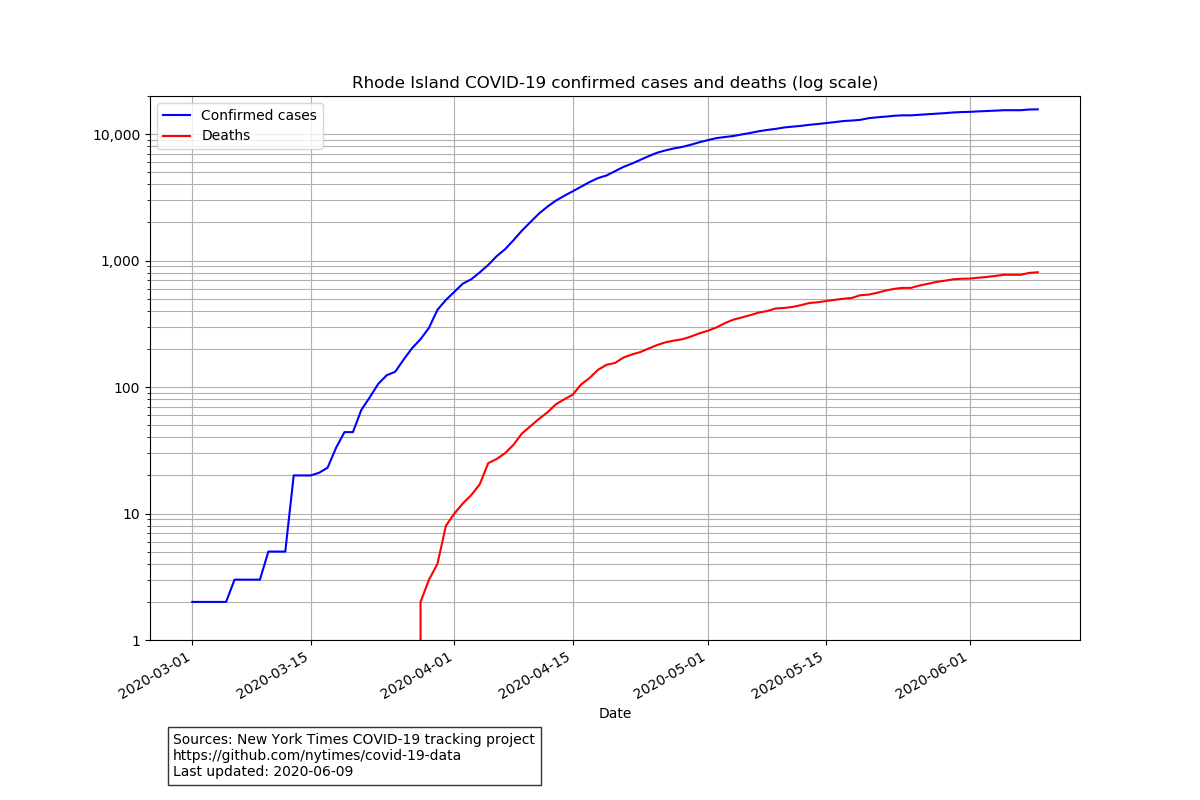 Rhode Island COVID-19 confirmed cases and deaths (log scale)
Confirmed cases
Deaths
10,000
1,000
100
10
1
2020-03-01
2020-03-15
2020-04-01
2020-04-15
2020-05-01
2020-05-15
2020-06-01
Date
Sources: New York Times COVID-19 tracking project
https://github.com/nytimes/covid-19-data
Last updated: 2020-06-09